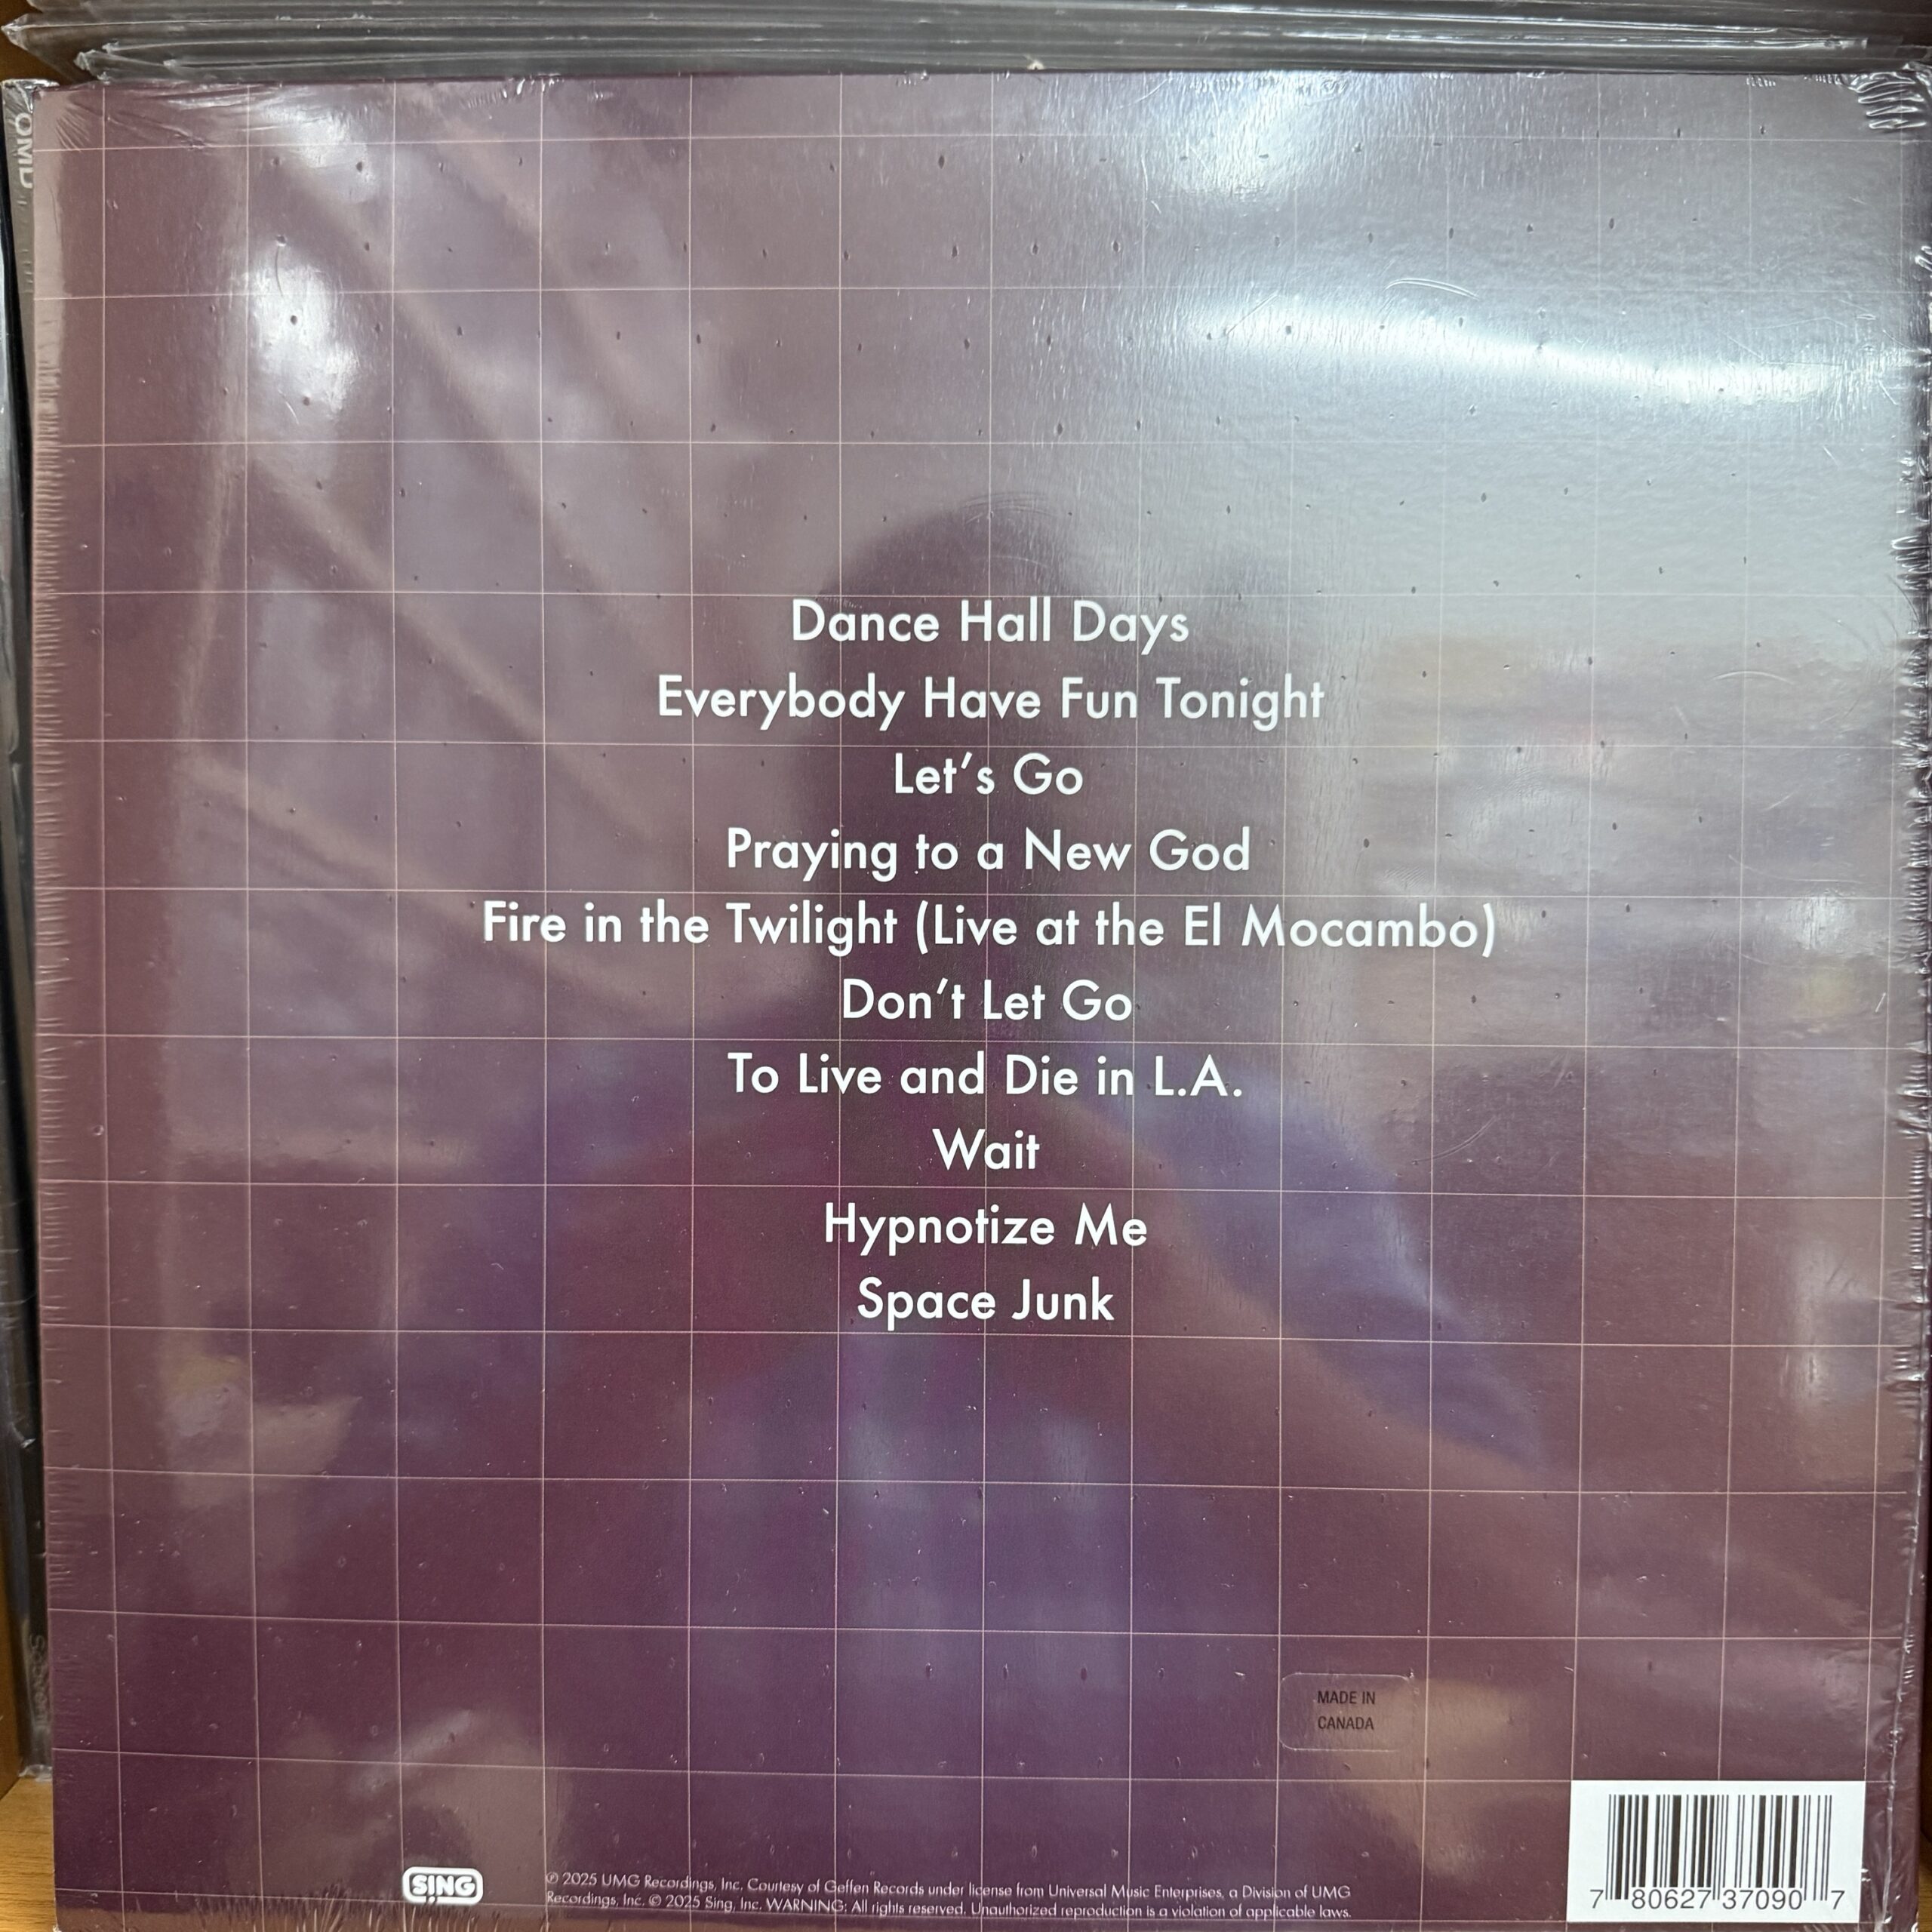 OMD
Dance Hall Days
Everybody Have Fun Tonight
Let's Go
Praying to a New God
Fire in the Twilight (Live at the El Mocambo)
Don't Let Go
To Live and Die in L.A.
Wait
Hypnotize Me
Space Junk
MADE IN
CANADA
SING
© 2025 UMG Recordings, Inc. Courtesy of Geffen Records under license from Universal Music Enterprises, a Division of UMG
Recordings, Inc. © 2025 Sing, Inc. WARNING: All rights reserved. Unauthorized reproduction is a violation of applicable laws.
7 80627 37090 7